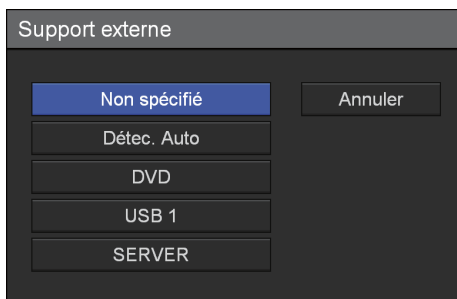 Support externe
Non spécifié
Annuler
Détec. Auto
DVD
USB 1
SERVER